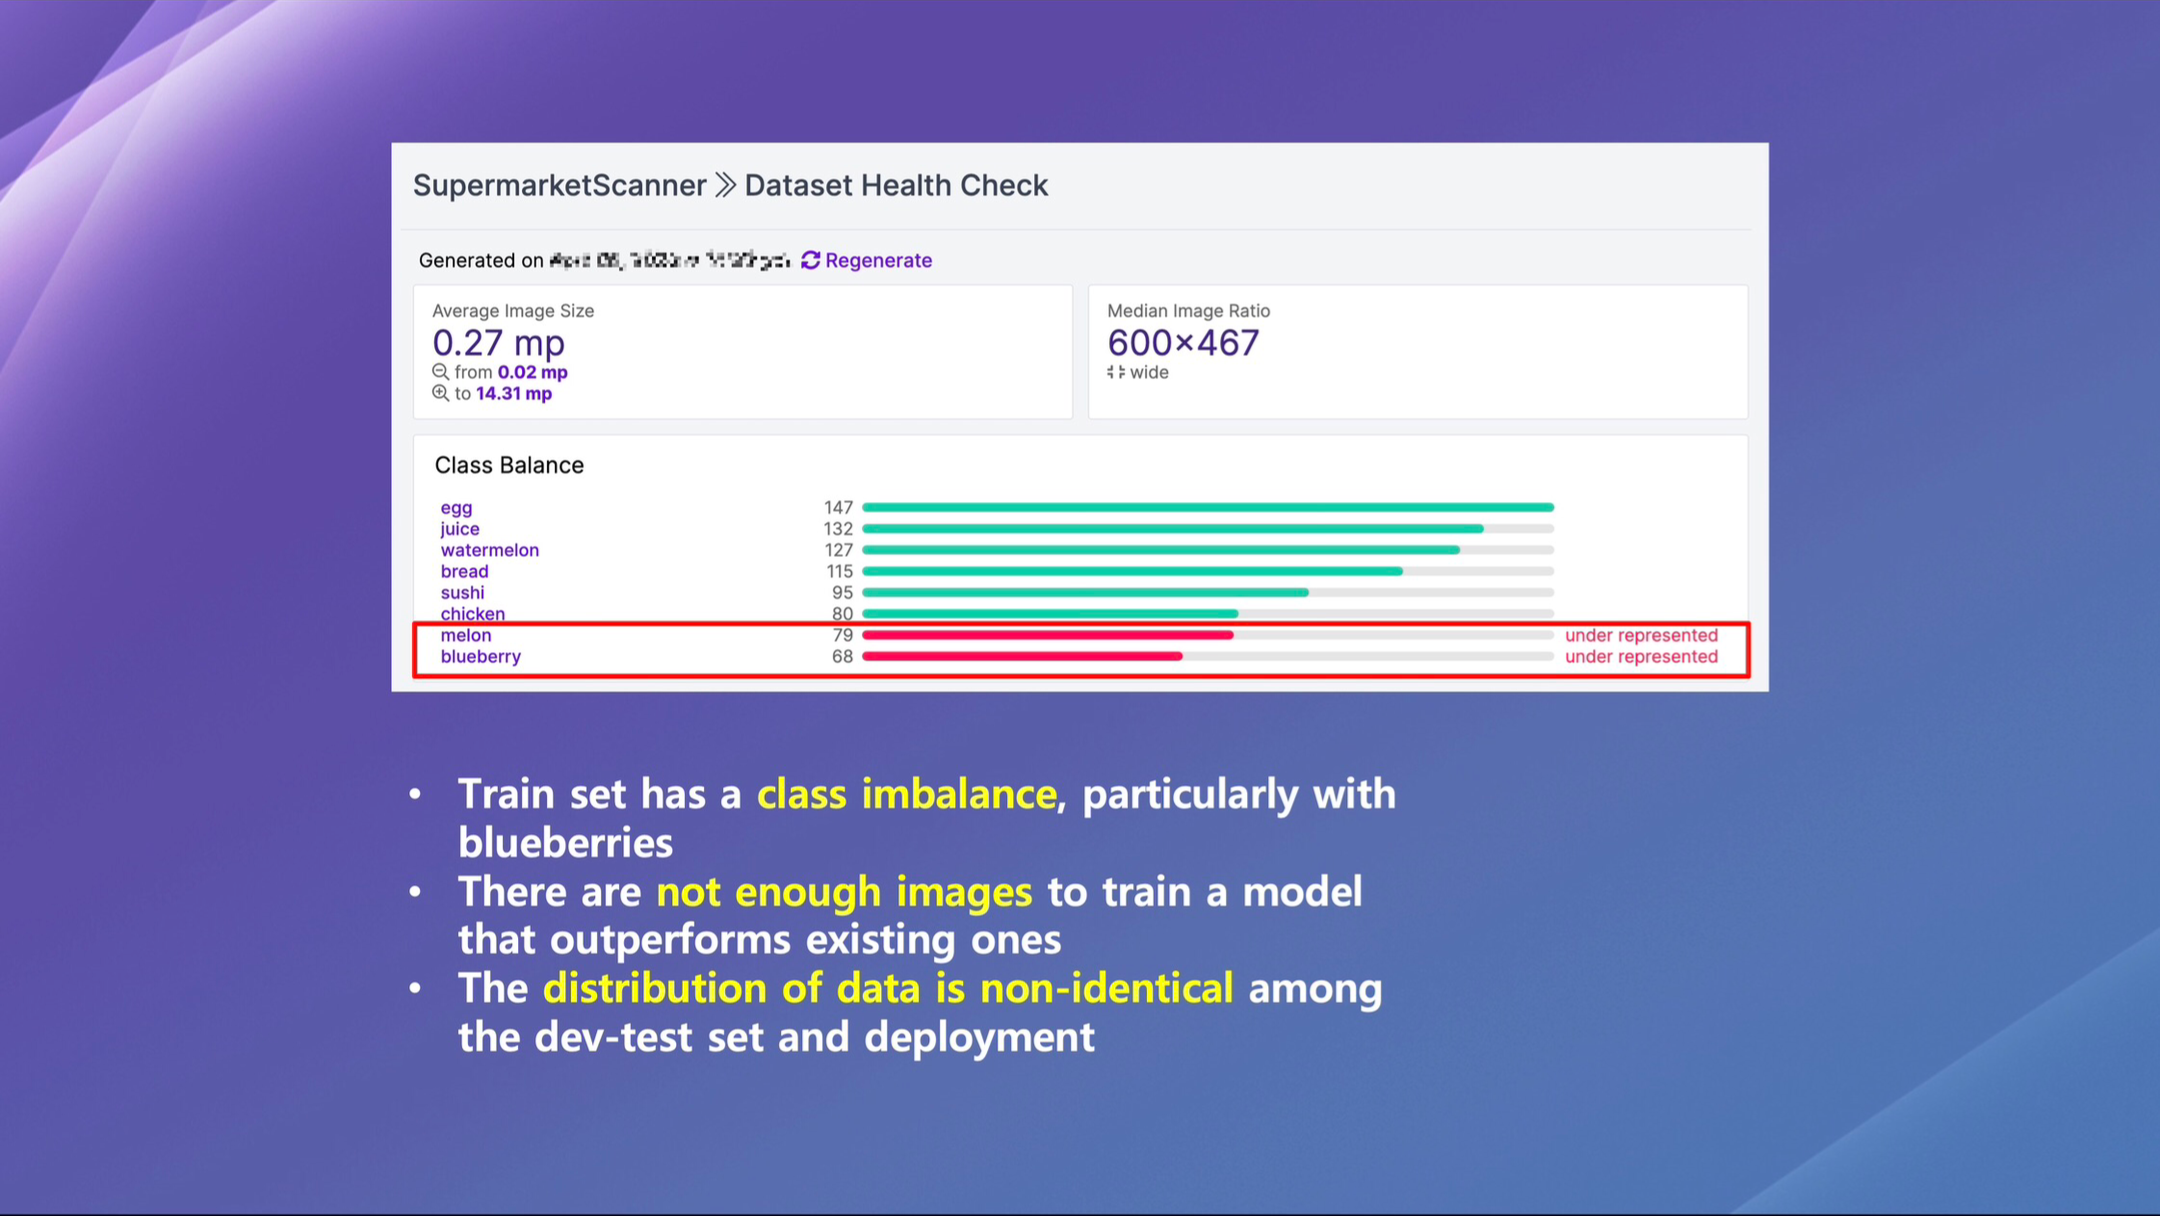 SupermarketScanner >> Dataset Health Check
Generated on Regenerate
Average Image Size
0.27 mp
from 0.02 mp
to 14.31 mp
Median Image Ratio
600×467
wide
Class Balance
egg 147
juice 132
watermelon 127
bread 115
sushi 95
chicken 80
melon 79 under represented
blueberry 68 under represented
• Train set has a class imbalance, particularly with
blueberries
• There are not enough images to train a model
that outperforms existing ones
• The distribution of data is non-identical among
the dev-test set and deployment